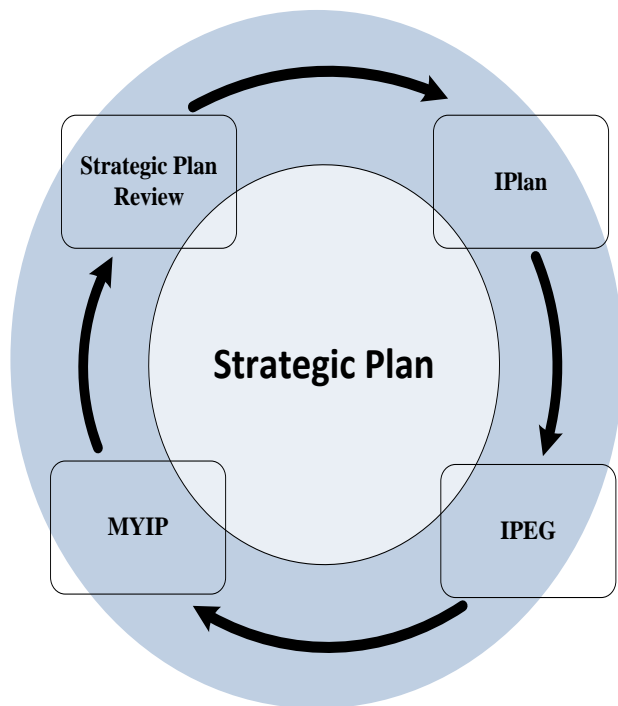 Strategic Plan
Review
IPlan
Strategic Plan
MYIP
IPEG